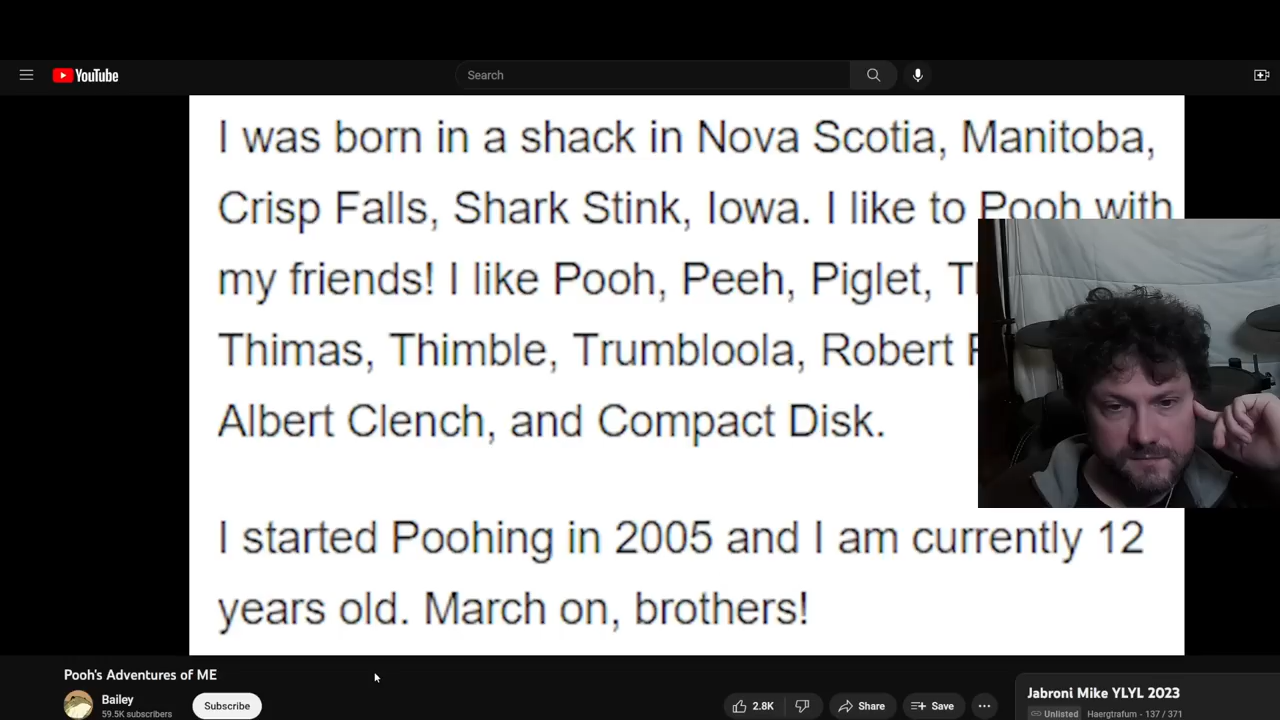 YouTube
Search
I was born in a shack in Nova Scotia, Manitoba,
Crisp Falls, Shark Stink, Iowa. I like to Pooh with
my friends! I like Pooh, Peeh, Piglet,
Thimas, Thimble, Trumbloola, Robert
Albert Clench, and Compact Disk.
I started Poohing in 2005 and I am currently 12
years old. March on, brothers!
Pooh's Adventures of ME
Bailey
59.5K subscribers
Subscribe
2.8K
Share
Save
Jabroni Mike YLYL 2023
Unlisted Haergtrafum - 137 / 371